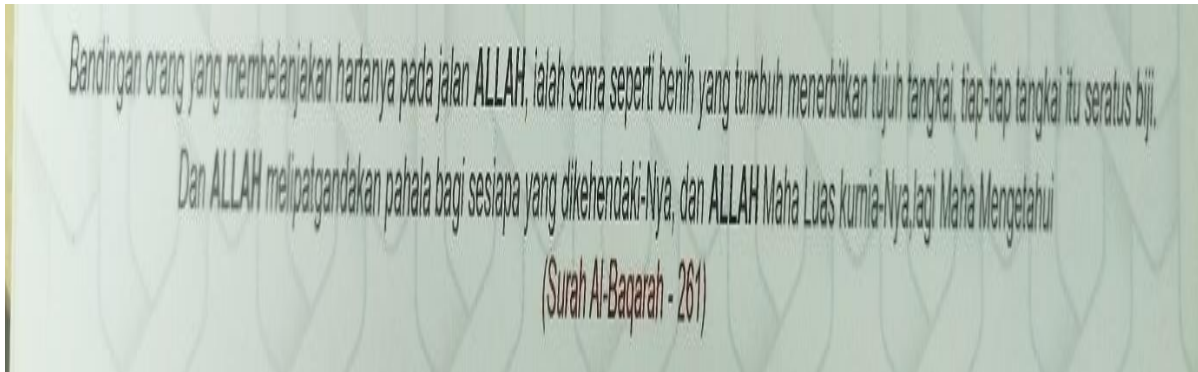 Bandingan orang yang membelanjakan hartanya pada jalan ALLAH, ialah sama seperti benih yang tumbuh menerbitkan tujuh tangkai, tiap-tiap tangkai itu seratus biji.
Dan ALLAH melipatgandakan pahala bagi sesiapa yang dikehendaki-Nya, dan ALLAH Maha Luas kurnia-Nya,lagi Maha Mengetahui
(Surah Al-Baqarah - 261)